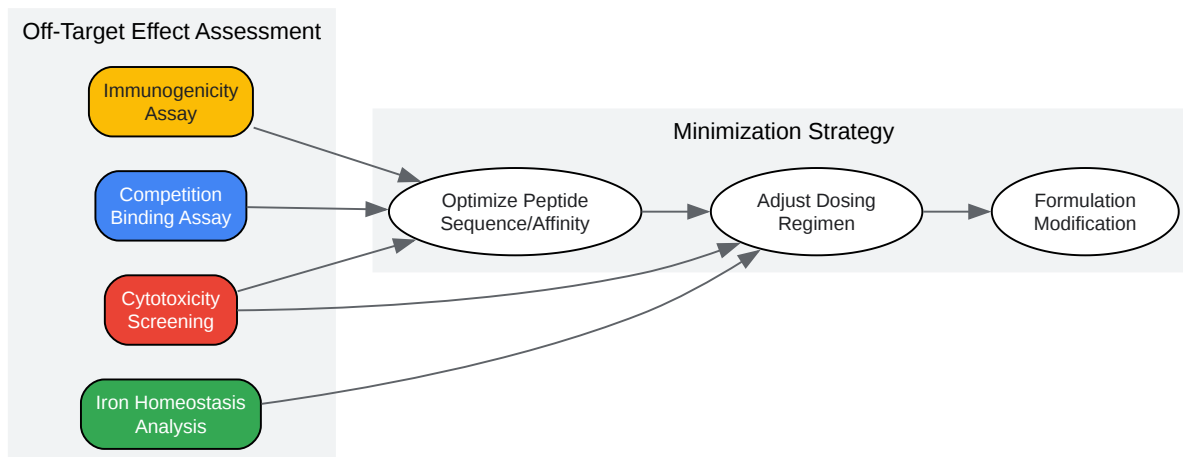 Off-Target Effect Assessment
Immunogenicity
Assay
Competition
Binding Assay
Cytotoxicity
Screening
Iron Homeostasis
Analysis
Minimization Strategy
Optimize Peptide
Sequence/Affinity
Adjust Dosing
Regimen
Formulation
Modification